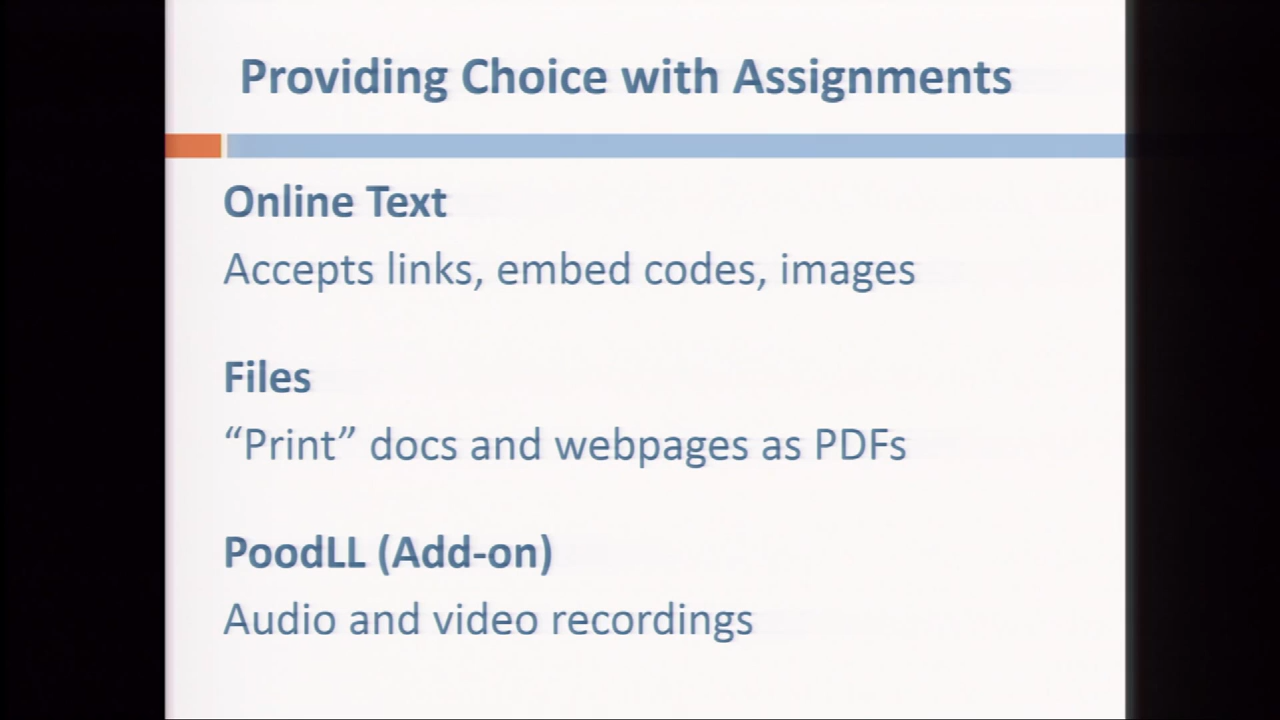 Providing Choice with Assignments
Online Text
Accepts links, embed codes, images
Files
“Print” docs and webpages as PDFs
PoodLL (Add-on)
Audio and video recordings